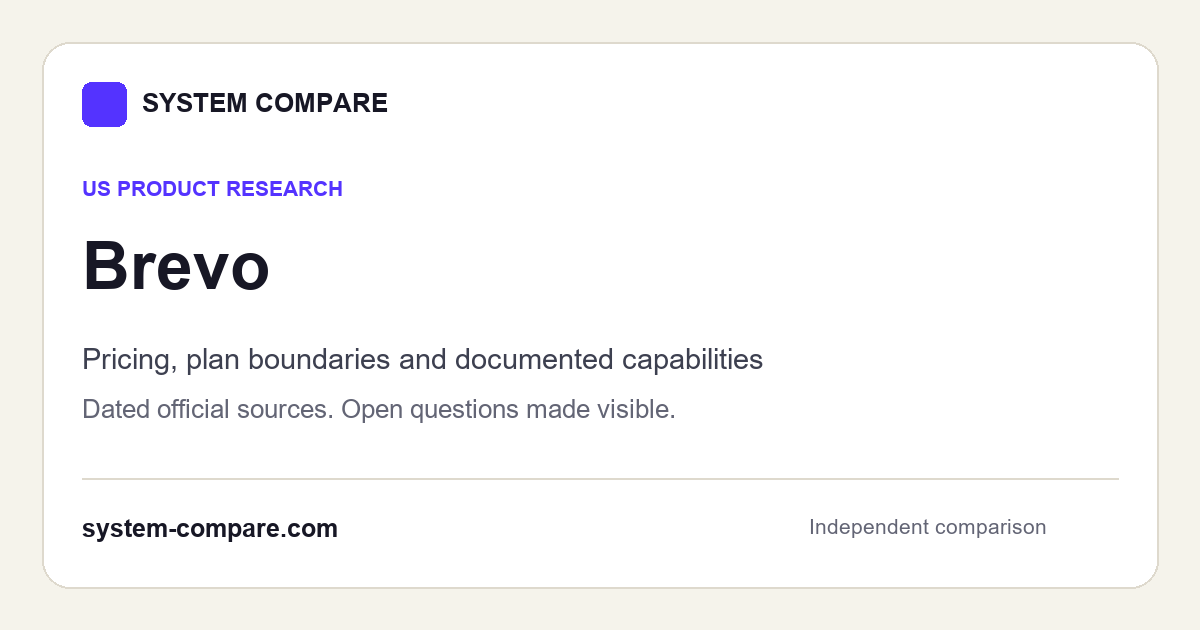 SYSTEM COMPARE
US PRODUCT RESEARCH
Brevo
Pricing, plan boundaries and documented capabilities
Dated official sources. Open questions made visible.
system-compare.com
Independent comparison